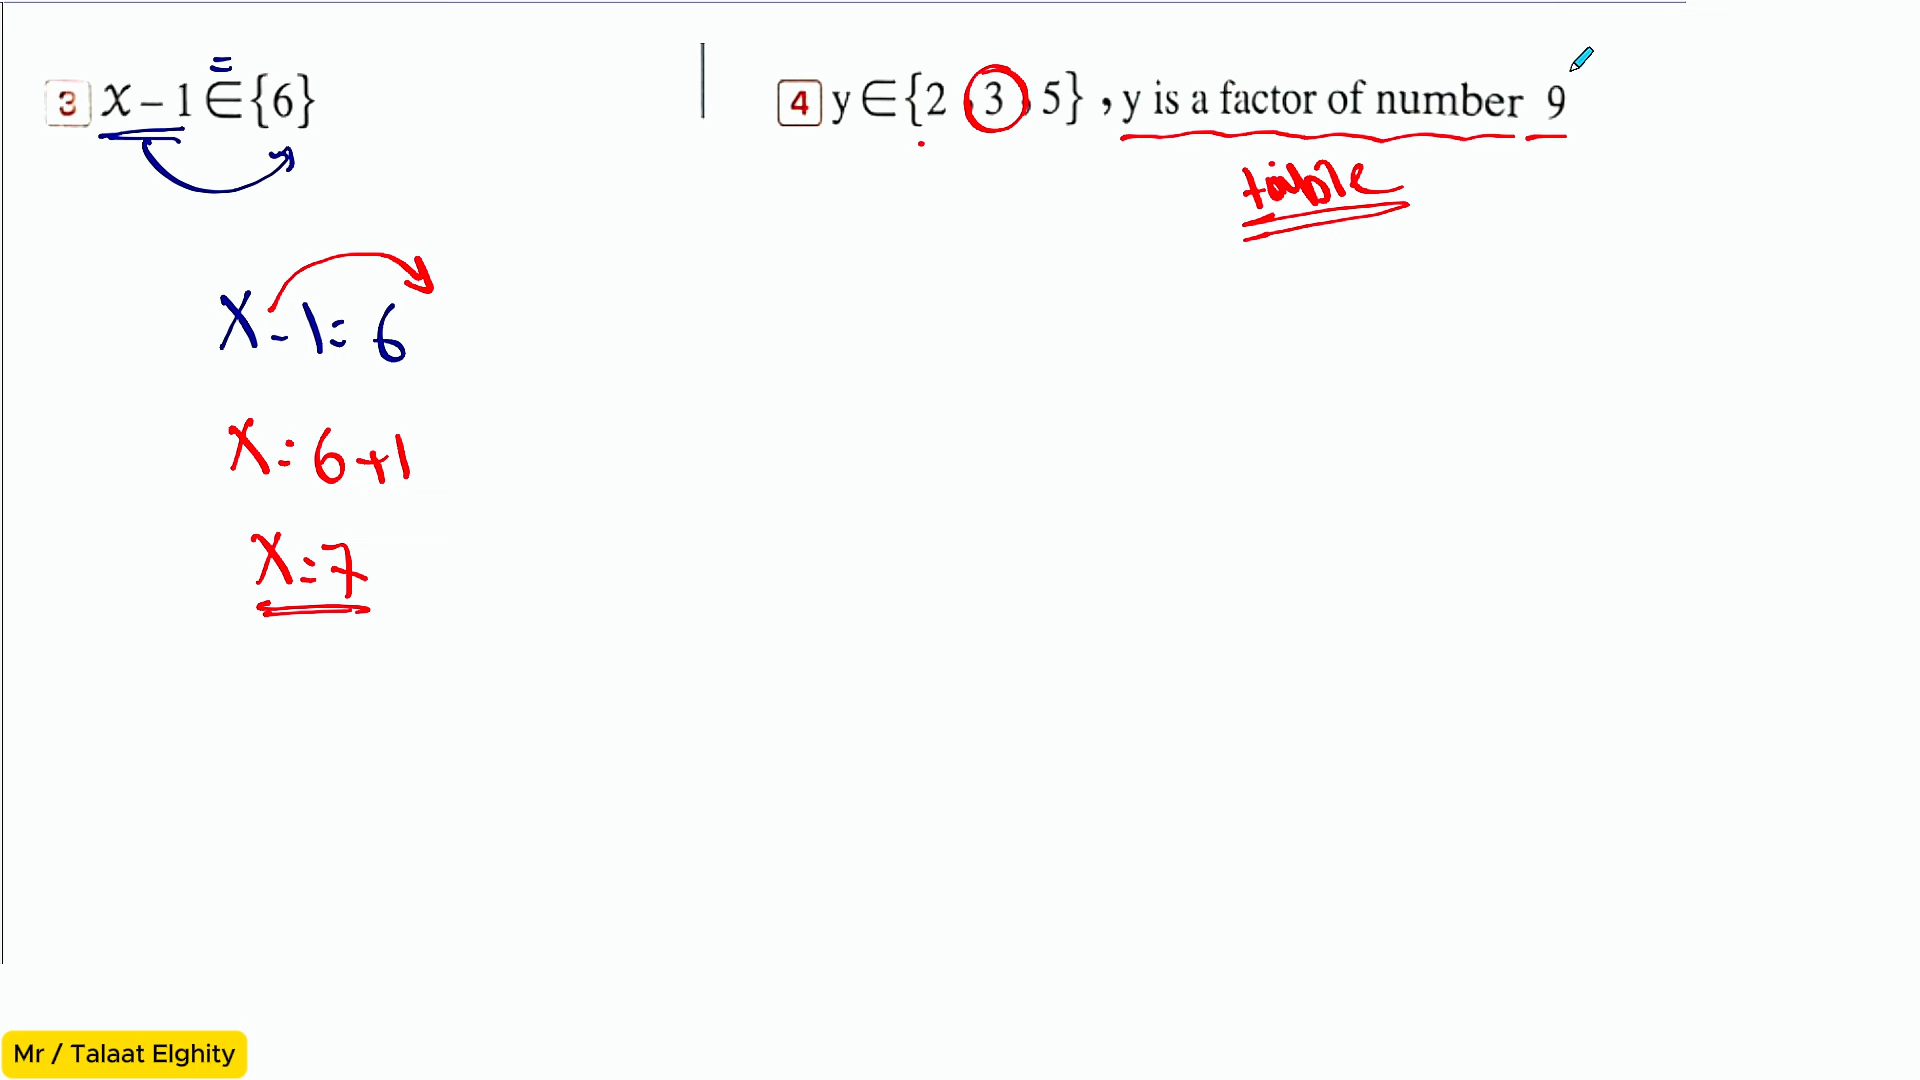 =
3 x – 1 ∈ {6}
x - 1 = 6
x = 6 + 1
x = 7
4 y ∈ {2 , 3 , 5} , y is a factor of number 9
table
Mr / Talaat Elghity